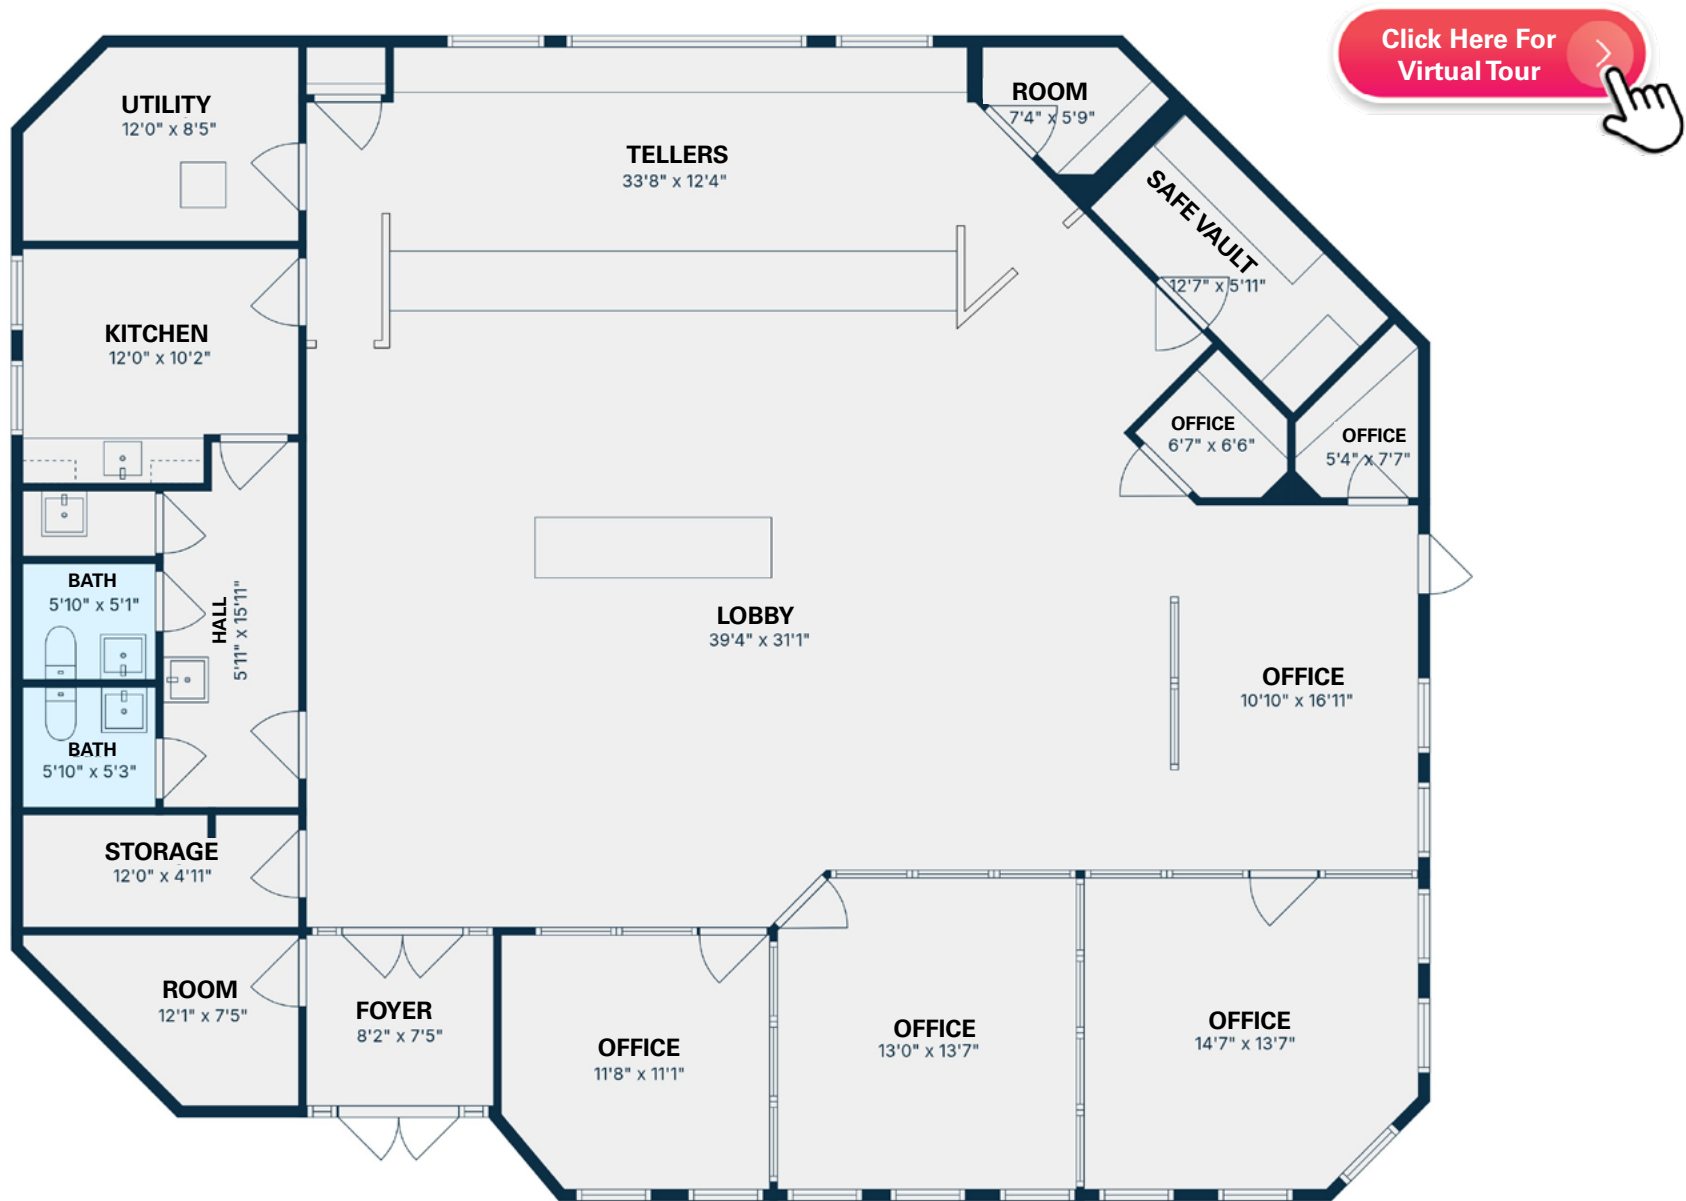 Click Here For
Virtual Tour
UTILITY
12'0" x 8'5"
TELLERS
33'8" x 12'4"
ROOM
7'4" x 5'9"
SAFE VAULT
12'7" x 5'11"
KITCHEN
12'0" x 10'2"
OFFICE
6'7" x 6'6"
OFFICE
5'4" x 7'7"
BATH
5'10" x 5'1"
HALL
5'11" x 15'11"
LOBBY
39'4" x 31'1"
OFFICE
10'10" x 16'11"
BATH
5'10" x 5'3"
STORAGE
12'0" x 4'11"
ROOM
12'1" x 7'5"
FOYER
8'2" x 7'5"
OFFICE
11'8" x 11'1"
OFFICE
13'0" x 13'7"
OFFICE
14'7" x 13'7"